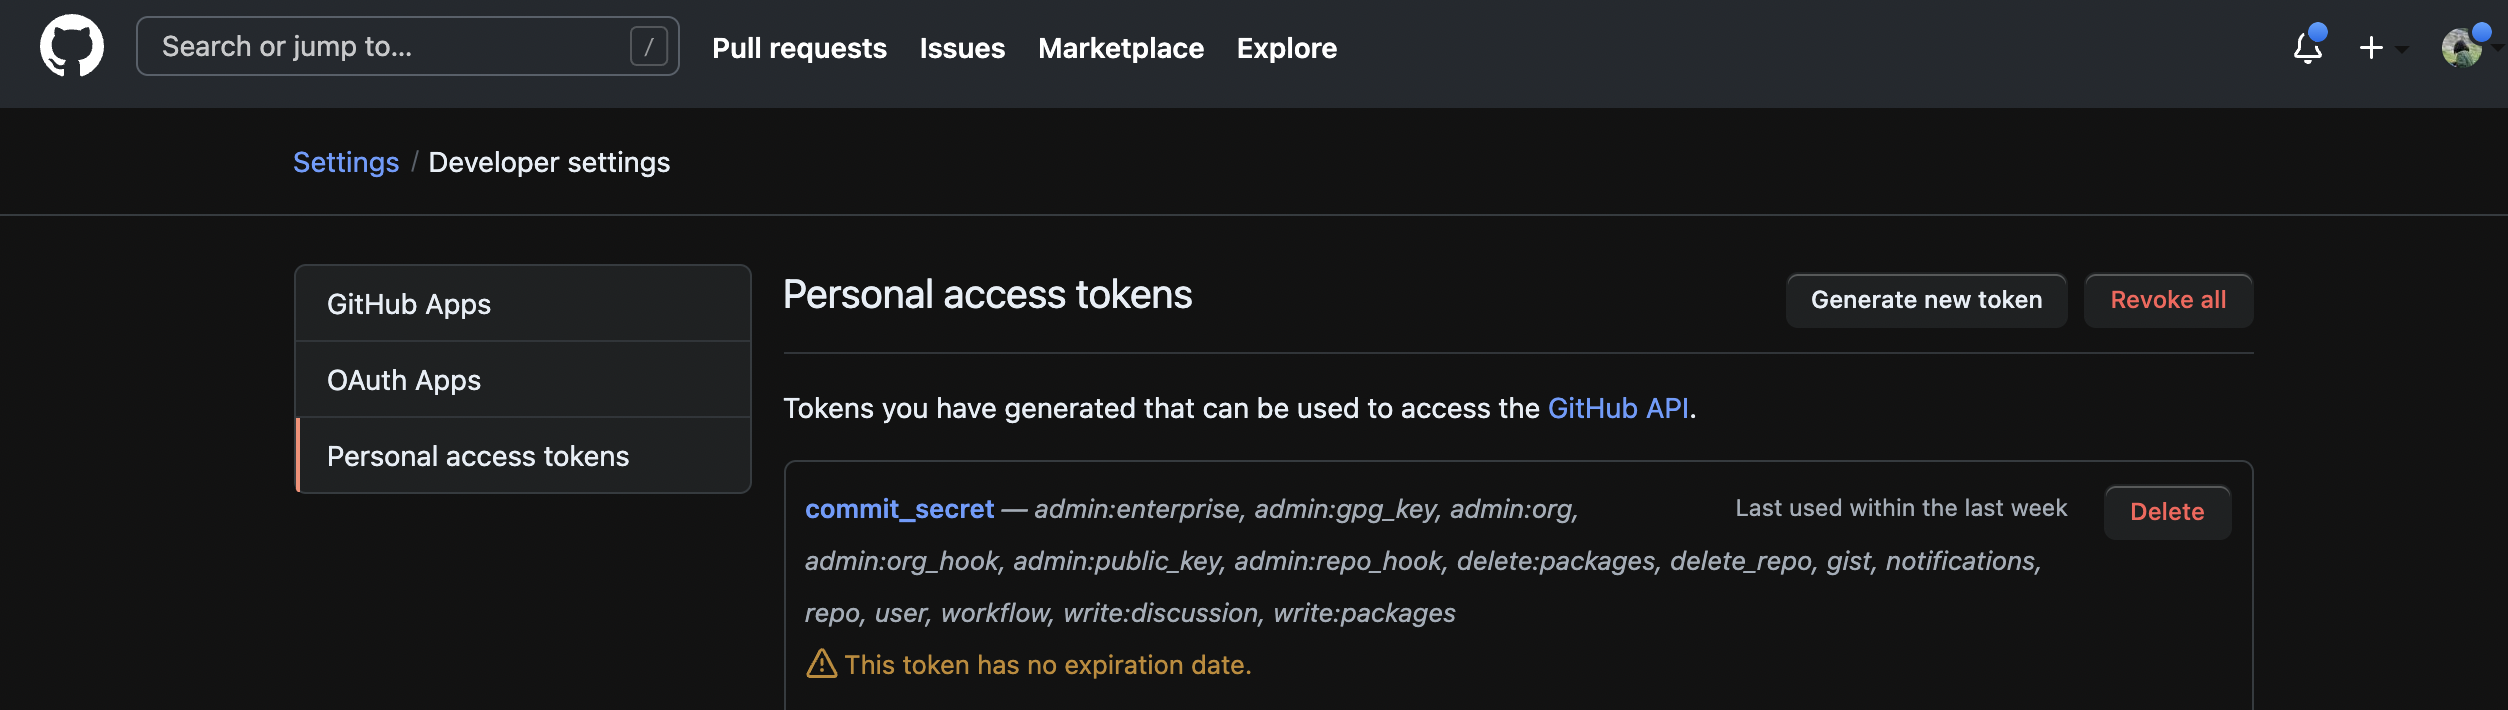 Search or jump to... /
Pull requests Issues Marketplace Explore
Settings / Developer settings
GitHub Apps
OAuth Apps
Personal access tokens
Personal access tokens
Generate new token
Revoke all
Tokens you have generated that can be used to access the GitHub API.
commit_secret — admin:enterprise, admin:gpg_key, admin:org,
admin:org_hook, admin:public_key, admin:repo_hook, delete:packages, delete_repo, gist, notifications,
repo, user, workflow, write:discussion, write:packages
Last used within the last week
Delete
This token has no expiration date.